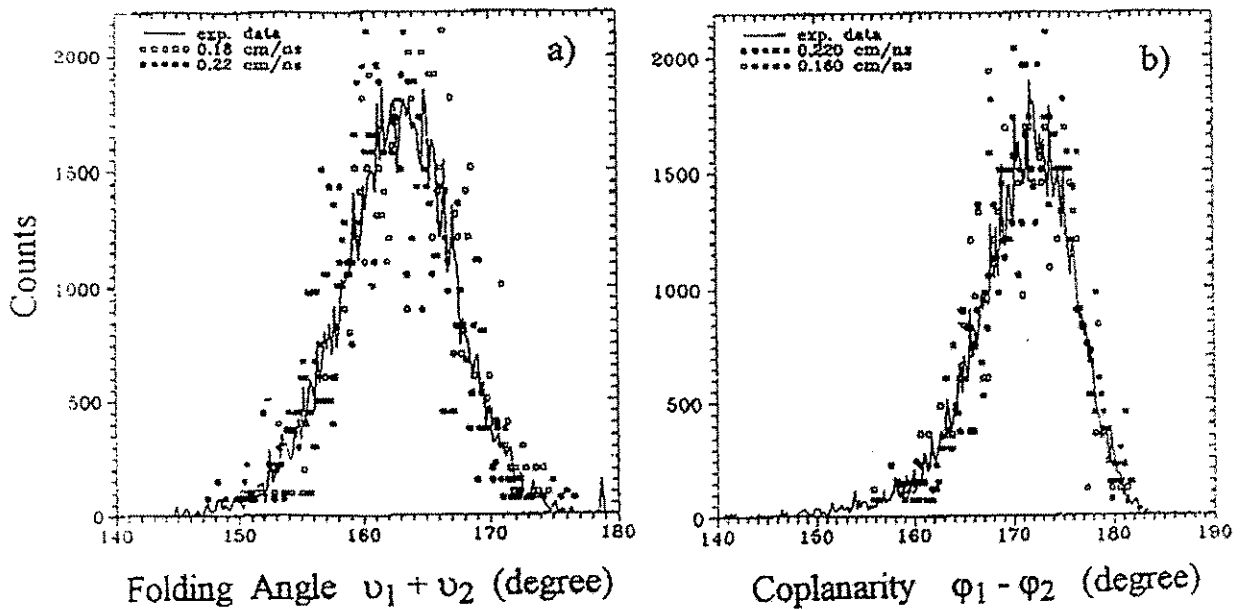 exp. data
0.18 cm/ns
0.22 cm/ns
a)
2000
1500
1000
500
0
140
150
160
170
180
Counts
Folding Angle υ1 + υ2 (degree)
exp. data
0.220 cm/ns
0.160 cm/ns
b)
2000
1500
1000
500
0
140
150
160
170
180
190
Coplanarity φ1 - φ2 (degree)